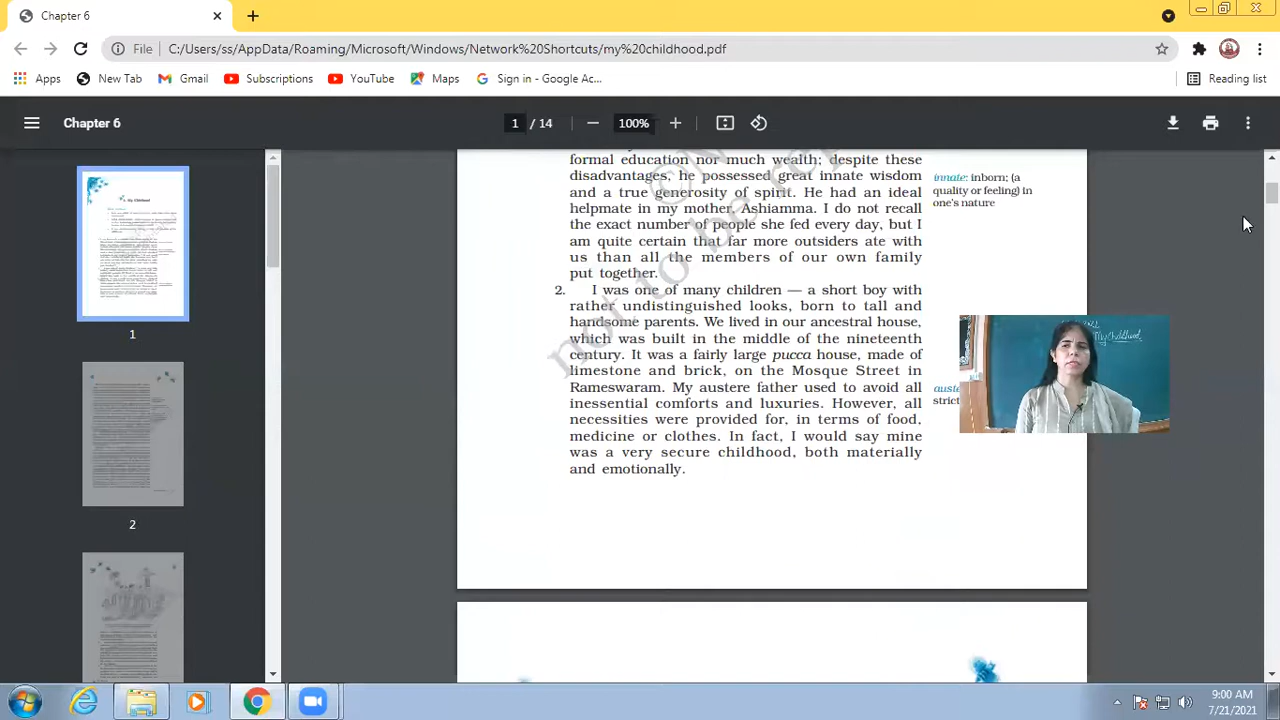 Chapter 6
File C:/Users/ss/AppData/Roaming/Microsoft/Windows/Network%20Shortcuts/my%20childhood.pdf
Apps New Tab Gmail Subscriptions YouTube Maps Sign in - Google Ac... Reading list
Chapter 6
1 / 14
100%
My Childhood
1
2
formal education nor much wealth; despite these
disadvantages, he possessed great innate wisdom
and a true generosity of spirit. He had an ideal
helpmate in my mother, Ashiamma. I do not recall
the exact number of people she fed every day, but I
am quite certain that far more outsiders ate with
us than all the members of our own family
put together.
2. I was one of many children — a short boy with
rather undistinguished looks, born to tall and
handsome parents. We lived in our ancestral house,
which was built in the middle of the nineteenth
century. It was a fairly large pucca house, made of
limestone and brick, on the Mosque Street in
Rameswaram. My austere father used to avoid all
inessential comforts and luxuries. However, all
necessities were provided for, in terms of food,
medicine or clothes. In fact, I would say mine
was a very secure childhood, both materially
and emotionally.
innate: inborn; (a
quality or feeling) in
one's nature
auste
strict
My Childhood
not to be rep
9:00 AM
7/21/2021